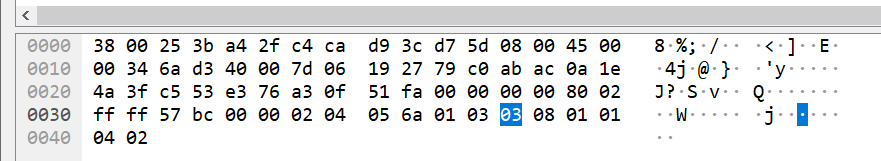 0000 38 00 25 3b a4 2f c4 ca d9 3c d7 5d 08 00 45 00 8·%;·/·· ·<·]··E·
0010 00 34 6a d3 40 00 7d 06 19 27 79 c0 ab ac 0a 1e ·4j·@·}· ·'y·····
0020 4a 3f c5 53 e3 76 a3 0f 51 fa 00 00 00 00 80 02 J?·S·v·· Q·······
0030 ff ff 57 bc 00 00 02 04 05 6a 01 03 03 08 01 01 ··W····· ·j······
0040 04 02 ··